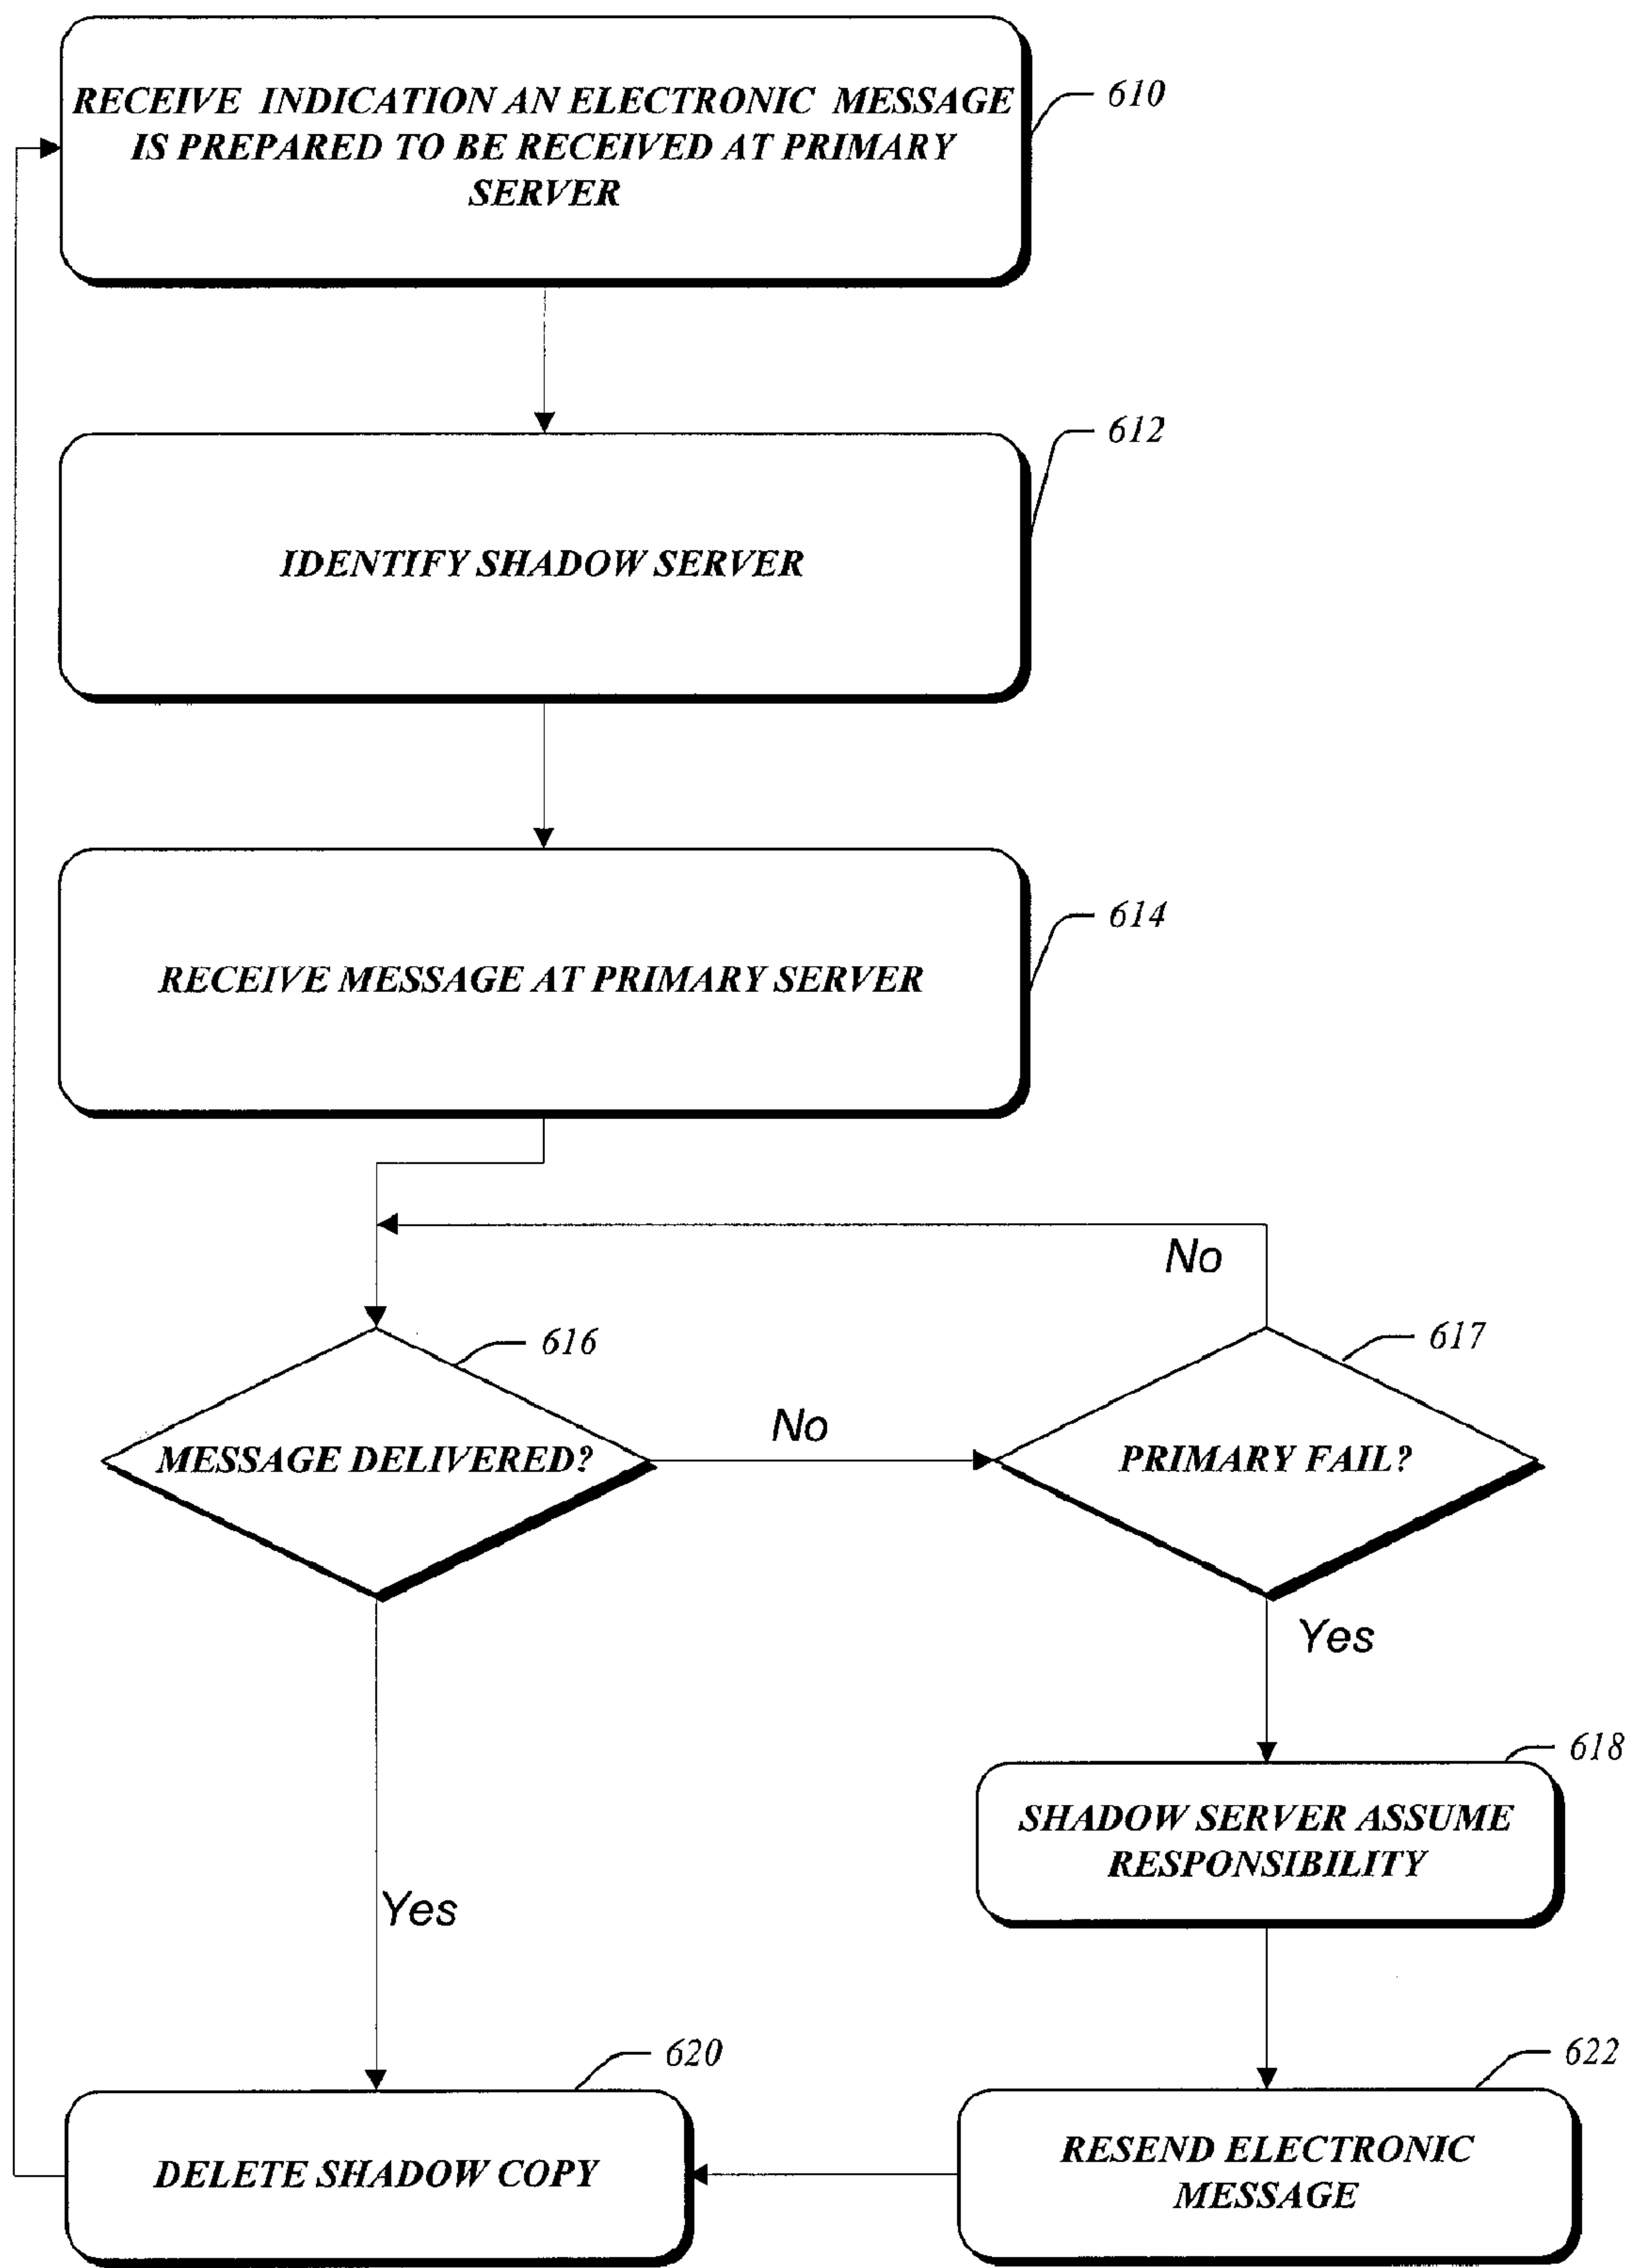 RECEIVE INDICATION AN ELECTRONIC MESSAGE
IS PREPARED TO BE RECEIVED AT PRIMARY
SERVER
610
612
IDENTIFY SHADOW SERVER
614
RECEIVE MESSAGE AT PRIMARY SERVER
No
616
617
MESSAGE DELIVERED?
No
PRIMARY FAIL?
Yes
618
SHADOW SERVER ASSUME
RESPONSIBILITY
Yes
620
622
DELETE SHADOW COPY
RESEND ELECTRONIC
MESSAGE